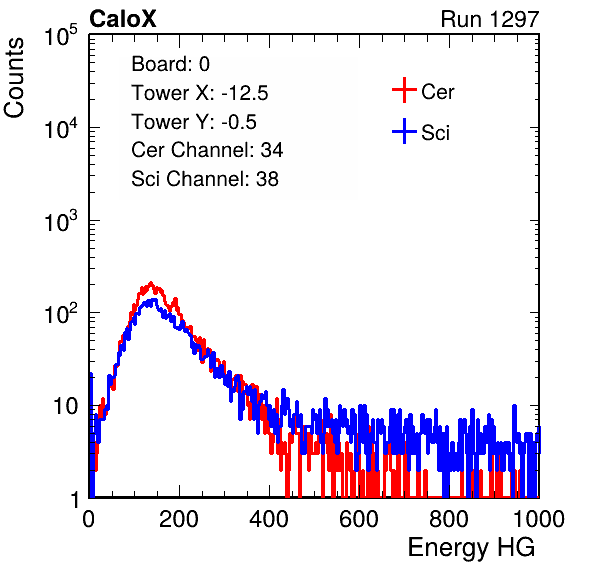 CaloX Run 1297
Counts
10^5
10^4
10^3
10^2
10
1
Board: 0
Tower X: -12.5
Tower Y: -0.5
Cer Channel: 34
Sci Channel: 38
Cer
Sci
0 200 400 600 800 1000
Energy HG